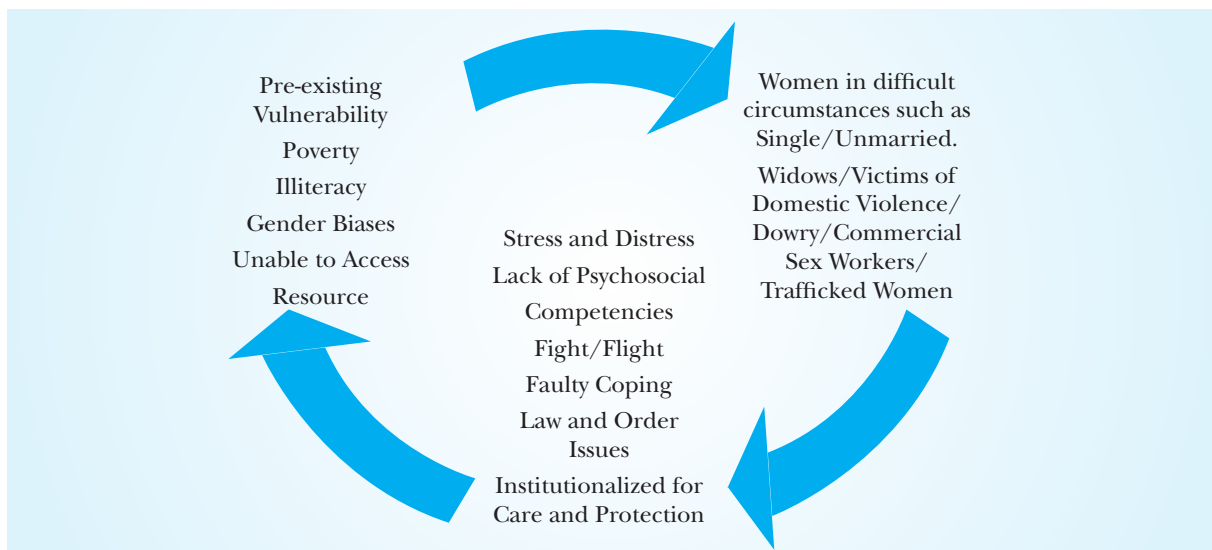 Pre-existing
Vulnerability
Poverty
Illiteracy
Gender Biases
Unable to Access
Resource
Women in difficult
circumstances such as
Single/Unmarried.
Widows/Victims of
Domestic Violence/
Dowry/Commercial
Sex Workers/
Trafficked Women
Stress and Distress
Lack of Psychosocial
Competencies
Fight/Flight
Faulty Coping
Law and Order
Issues
Institutionalized for
Care and Protection